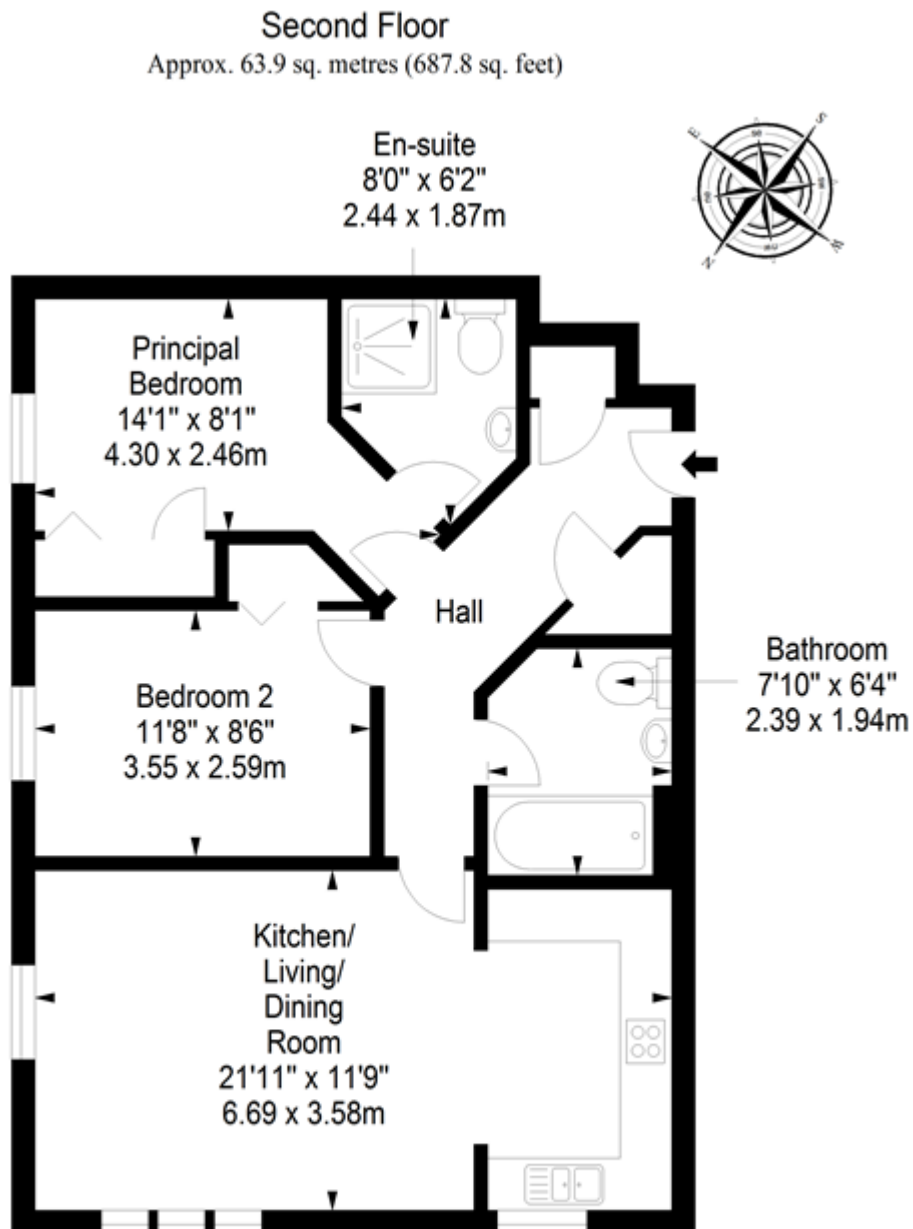 Second Floor
Approx. 63.9 sq. metres (687.8 sq. feet)
En-suite
8'0" x 6'2"
2.44 x 1.87m
S
E
W
N
Principal
Bedroom
14'1" x 8'1"
4.30 x 2.46m
Hall
Bathroom
7'10" x 6'4"
2.39 x 1.94m
Bedroom 2
11'8" x 8'6"
3.55 x 2.59m
Kitchen/
Living/
Dining
Room
21'11" x 11'9"
6.69 x 3.58m